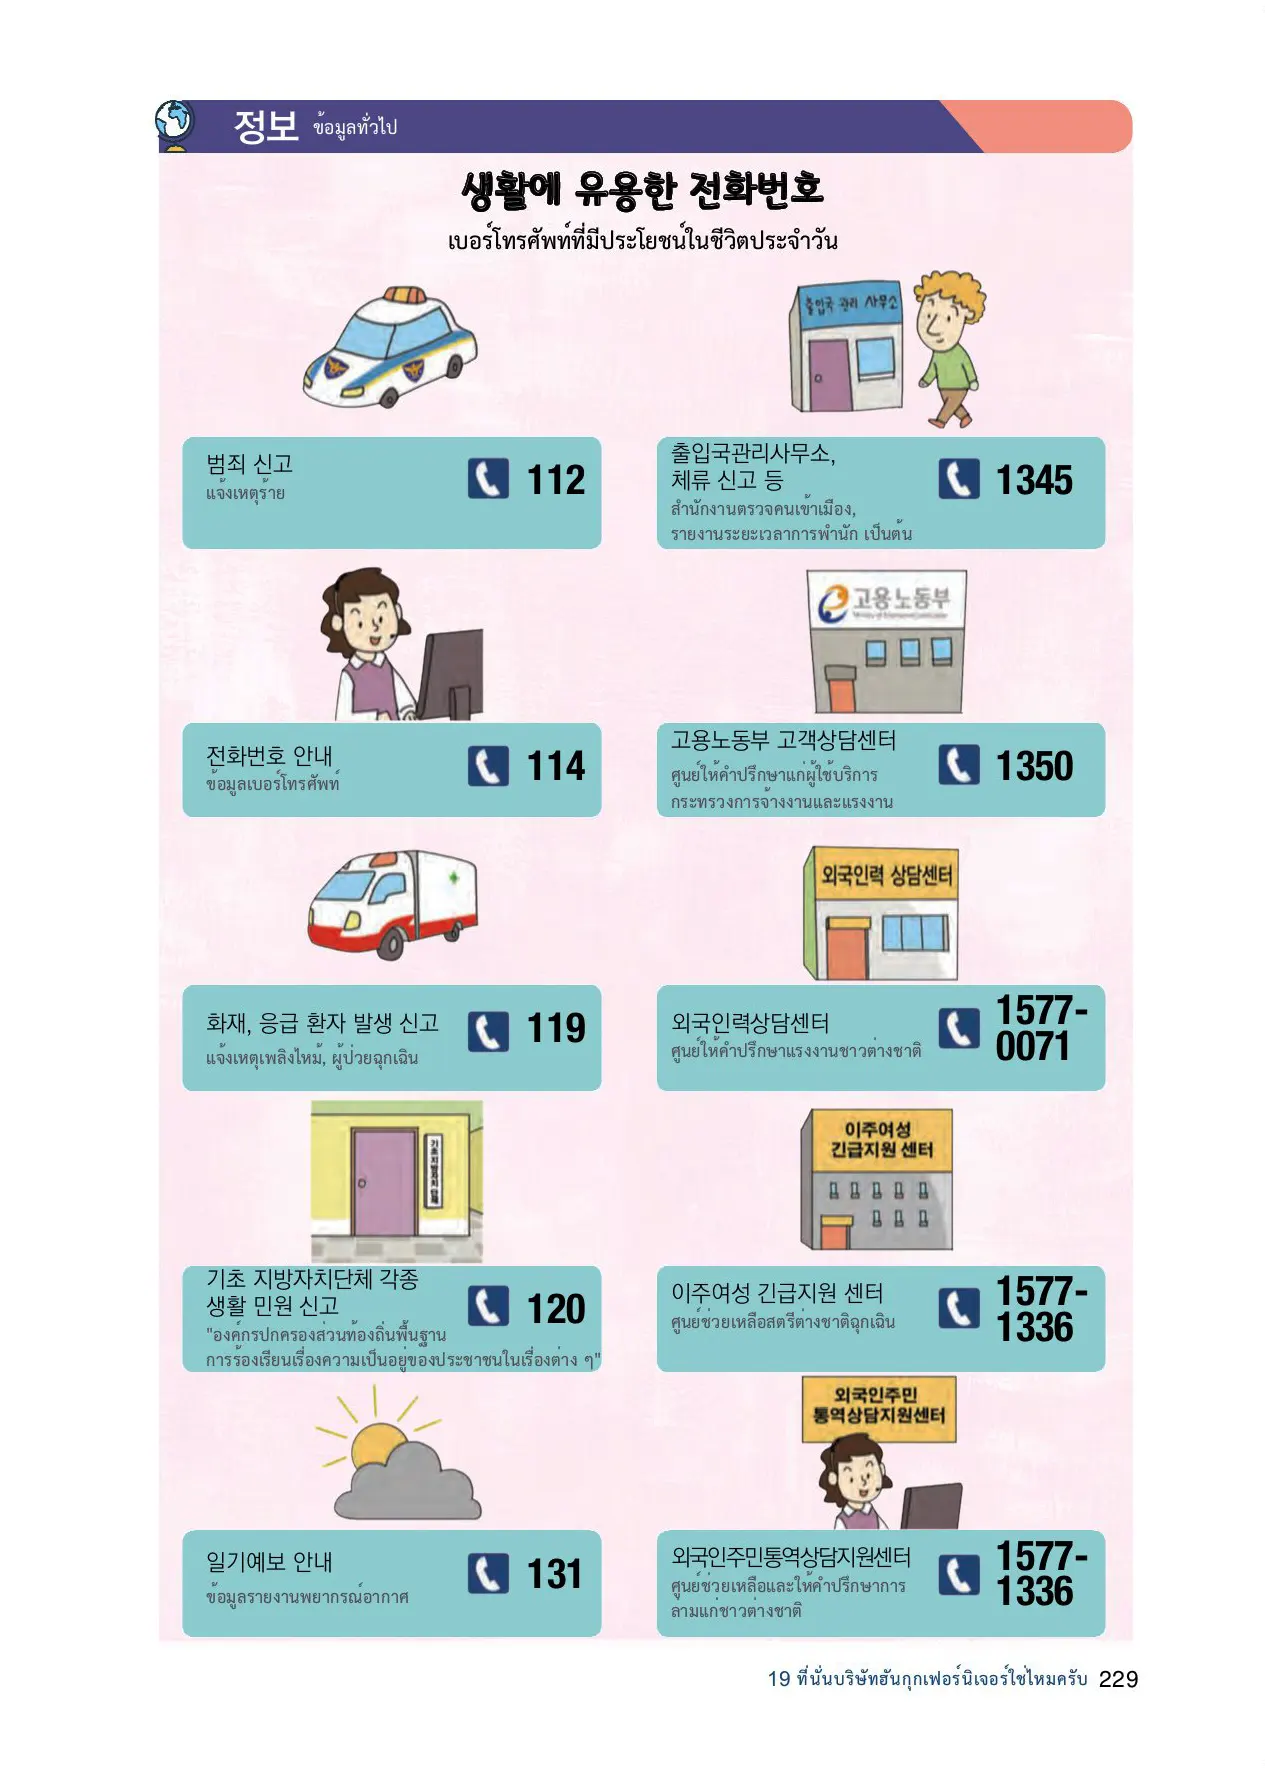 정보 ข้อมูลทั่วไป
생활에 유용한 전화번호
เบอร์โทรศัพท์ที่มีประโยชน์ในชีวิตประจำวัน
범죄 신고
แจ้งเหตุร้าย
112
출입국 관리 사무소
출입국관리사무소,
체류 신고 등
สำนักงานตรวจคนเข้าเมือง,
รายงานระยะเวลาการพำนัก เป็นต้น
1345
전화번호 안내
ข้อมูลเบอร์โทรศัพท์
114
고용노동부
고용노동부 고객상담센터
ศูนย์ให้คำปรึกษาแก่ผู้ใช้บริการ
กระทรวงการจ้างงานและแรงงาน
1350
화재, 응급 환자 발생 신고
แจ้งเหตุเพลิงไหม้, ผู้ป่วยฉุกเฉิน
119
외국인력 상담센터
외국인력상담센터
ศูนย์ให้คำปรึกษาแรงงานชาวต่างชาติ
1577-
0071
기초지방자치단체
기초 지방자치단체 각종
생활 민원 신고
"องค์กรปกครองส่วนท้องถิ่นพื้นฐาน
การร้องเรียนเรื่องความเป็นอยู่ของประชาชนในเรื่องต่าง ๆ"
120
이주여성
긴급지원 센터
이주여성 긴급지원 센터
ศูนย์ช่วยเหลือสตรีต่างชาติฉุกเฉิน
1577-
1336
일기예보 안내
ข้อมูลรายงานพยากรณ์อากาศ
131
외국인주민
통역상담지원센터
외국인주민통역상담지원센터
ศูนย์ช่วยเหลือและให้คำปรึกษาการ
ลามแก่ชาวต่างชาติ
1577-
1336
19 ที่นั่นบริษัทฮันกุกเฟอร์นิเจอร์ใช่ไหมครับ 229